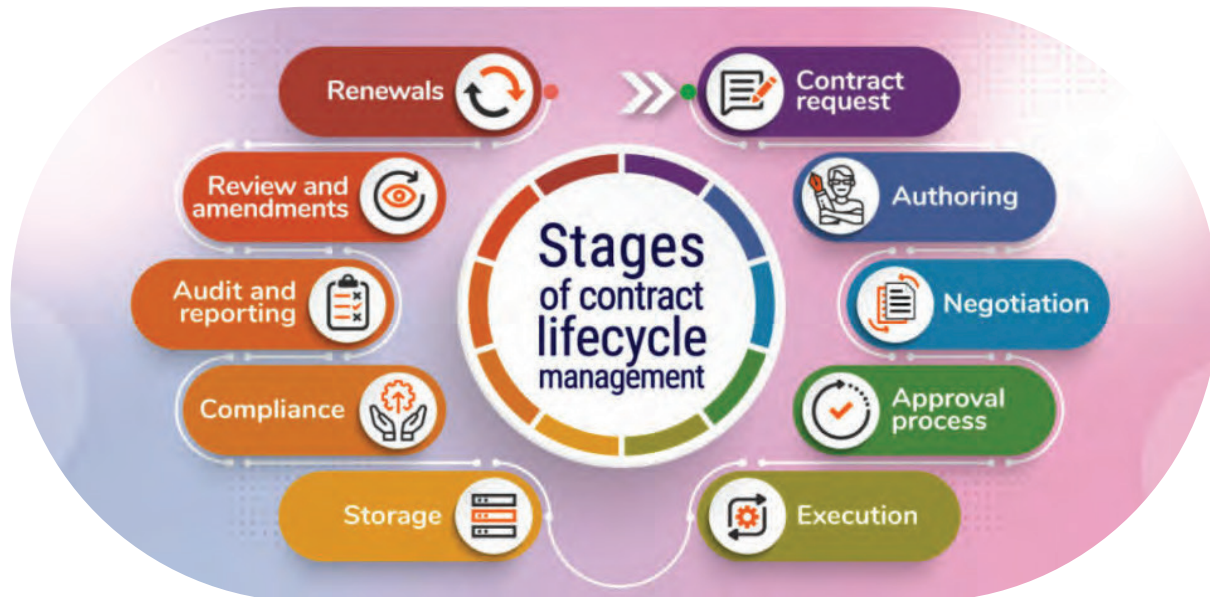 Renewals
Contract
request
Review and
amendments
Authoring
Audit and
reporting
Negotiation
Compliance
Approval
process
Storage
Execution
Stages
of contract
lifecycle
management